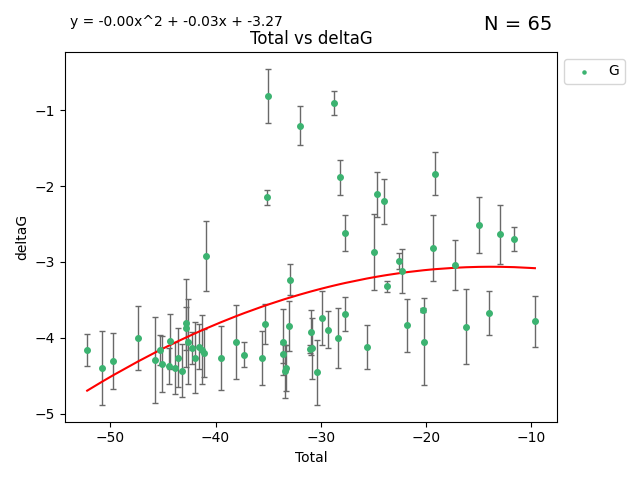 y = -0.00x^2 + -0.03x + -3.27
N = 65
Total vs deltaG
G
deltaG
−1
−2
−3
−4
−5
−50
−40
−30
−20
−10
Total